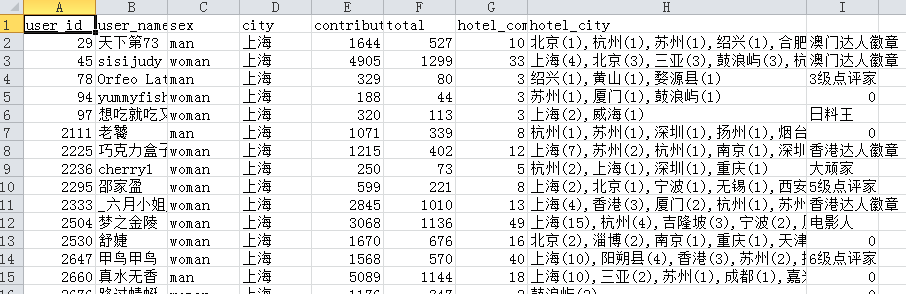 A B C D E F G H I
1 user_id user_name sex city contribut total hotel_com hotel_city
2 29 天下第73 man 上海 1644 527 10 北京(1),杭州(1),苏州(1),绍兴(1),合肥 澳门达人徽章
3 45 sisijudy woman 上海 4905 1299 33 上海(4),北京(3),三亚(3),鼓浪屿(3),杭 澳门达人徽章
4 78 Orfeo Lat man 上海 329 80 3 绍兴(1),黄山(1),婺源县(1) 3级点评家
5 94 yummyfish woman 上海 188 44 3 苏州(1),厦门(1),鼓浪屿(1) 0
6 97 想吃就吃又 woman 上海 320 113 3 上海(2),威海(1) 日料王
7 2111 老饕 man 上海 1071 339 8 杭州(1),苏州(1),深圳(1),扬州(1),烟台 0
8 2225 巧克力盒子 woman 上海 1215 402 12 上海(7),苏州(2),杭州(1),南京(1),深圳 香港达人徽章
9 2236 cherry1 woman 上海 250 73 5 杭州(2),上海(1),深圳(1),重庆(1) 大顽家
10 2295 邵家盈 woman 上海 599 221 8 上海(2),北京(1),宁波(1),无锡(1),西安 5级点评家
11 2333 _六月小姐 woman 上海 2845 1010 13 上海(4),香港(3),厦门(2),杭州(1),苏州 香港达人徽章
12 2504 梦之金陵 woman 上海 3068 1136 49 上海(15),杭州(4),吉隆坡(3),宁波(2), 电影人
13 2530 舒婕 woman 上海 1670 676 16 北京(2),淄博(2),南京(1),重庆(1),天津 0
14 2647 甲鸟甲鸟 woman 上海 1568 570 40 上海(10),阳朔县(4),香港(3),苏州(2), 6级点评家
15 2660 真水无香 man 上海 5089 1144 18 上海(10),三亚(2),苏州(1),成都(1),嘉 0